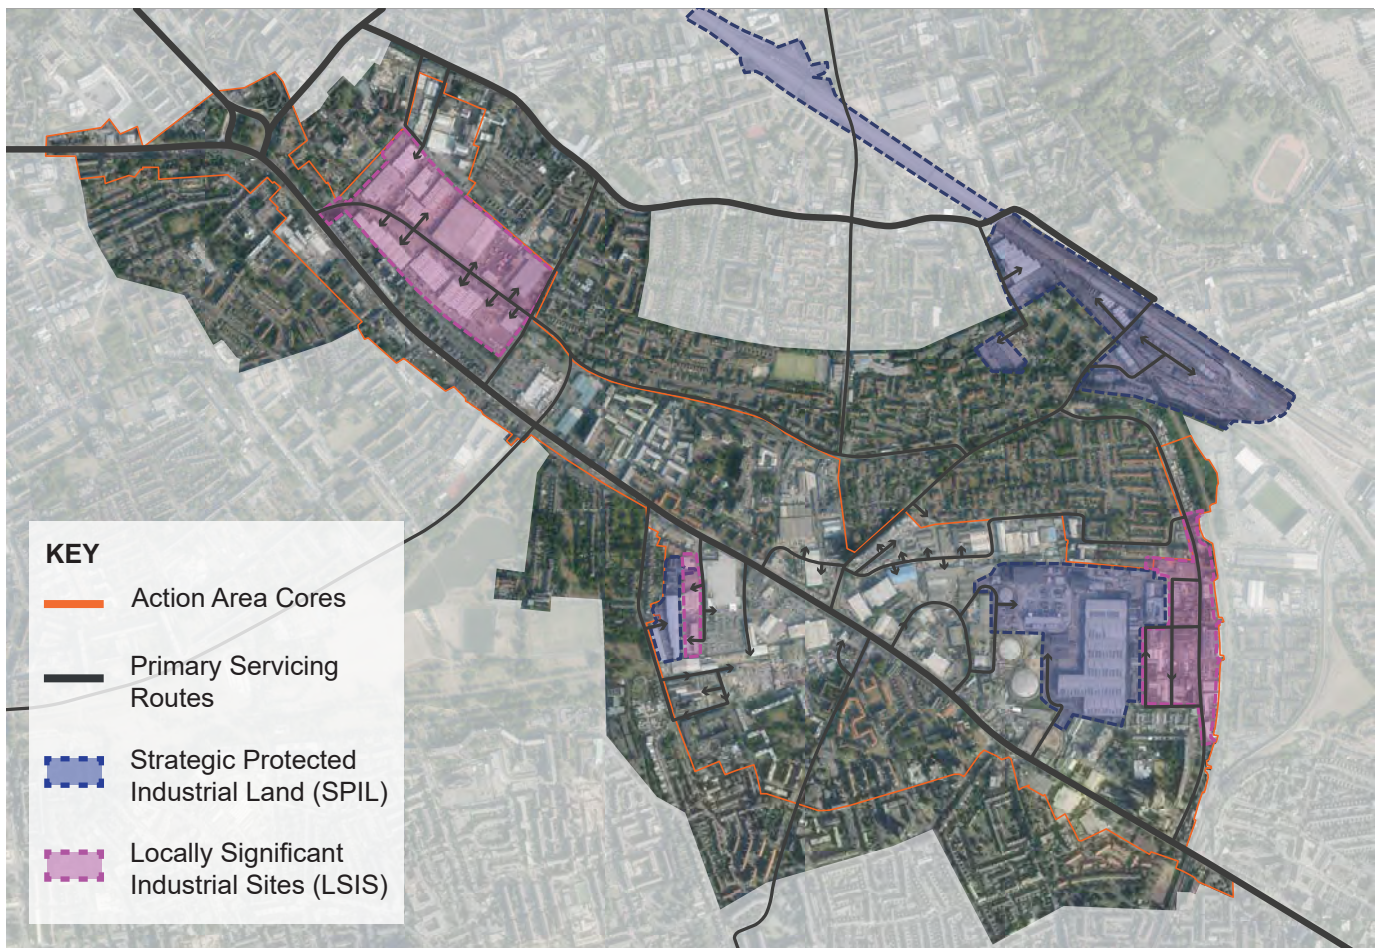 KEY
Action Area Cores
Primary Servicing
Routes
Strategic Protected
Industrial Land (SPIL)
Locally Significant
Industrial Sites (LSIS)